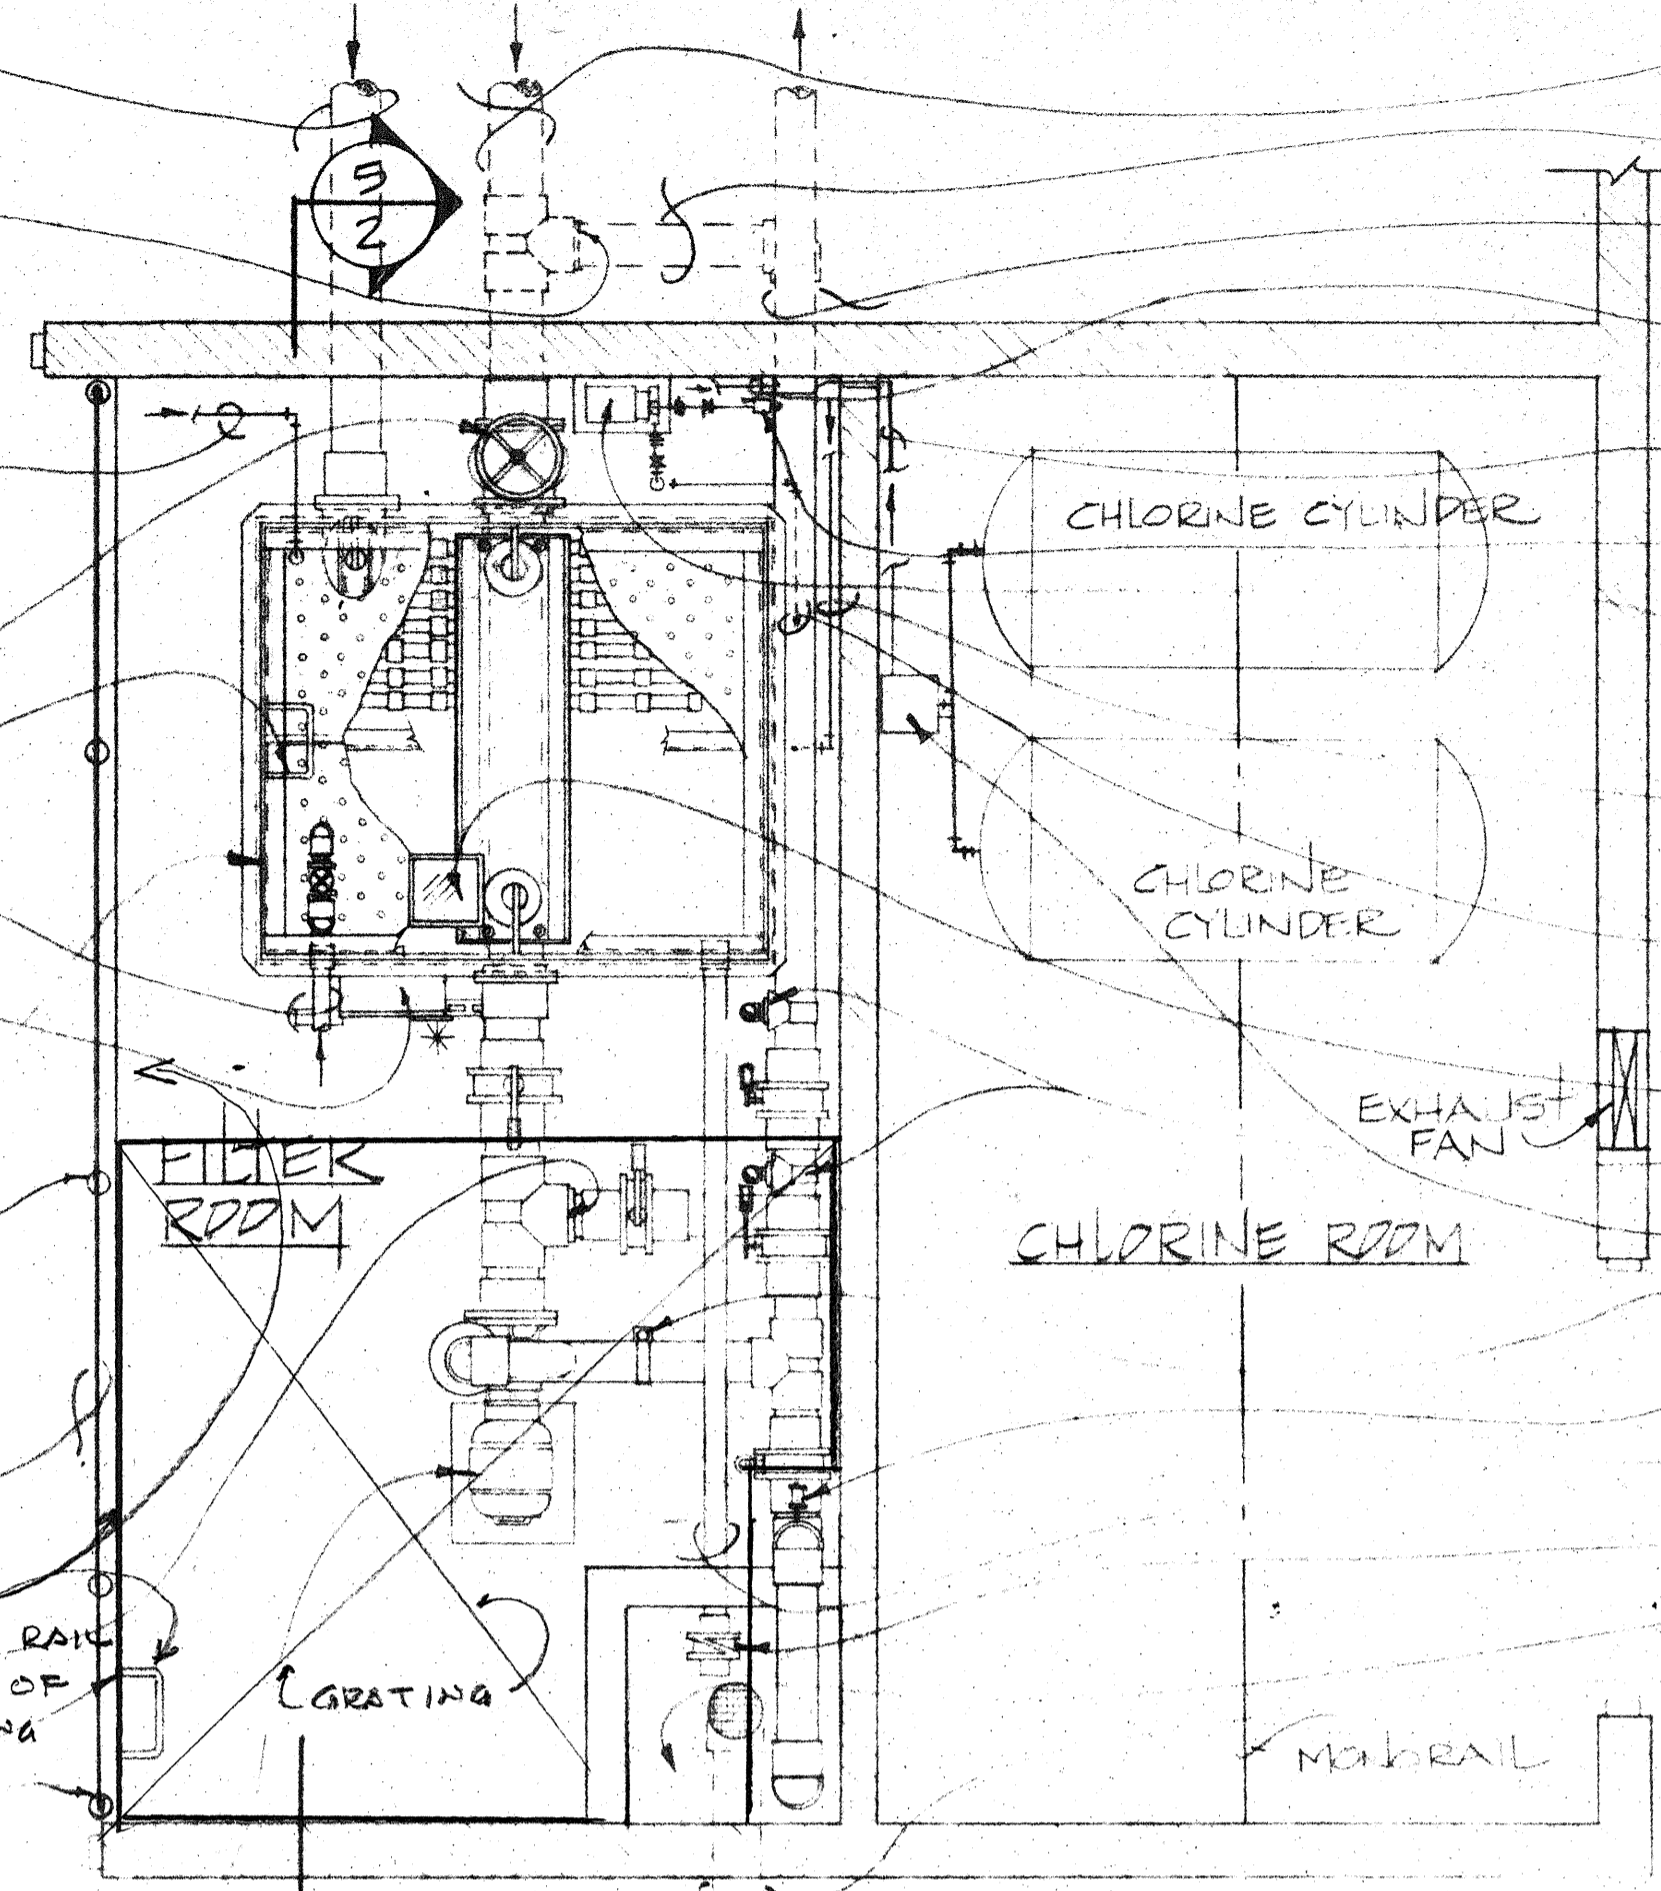 5
2
CHLORINE CYLINDER
CHLORINE
CYLINDER
EXHAUST
FAN
FILTER
ROOM
CHLORINE ROOM
RAIL
OF
GRATING
MONORAIL